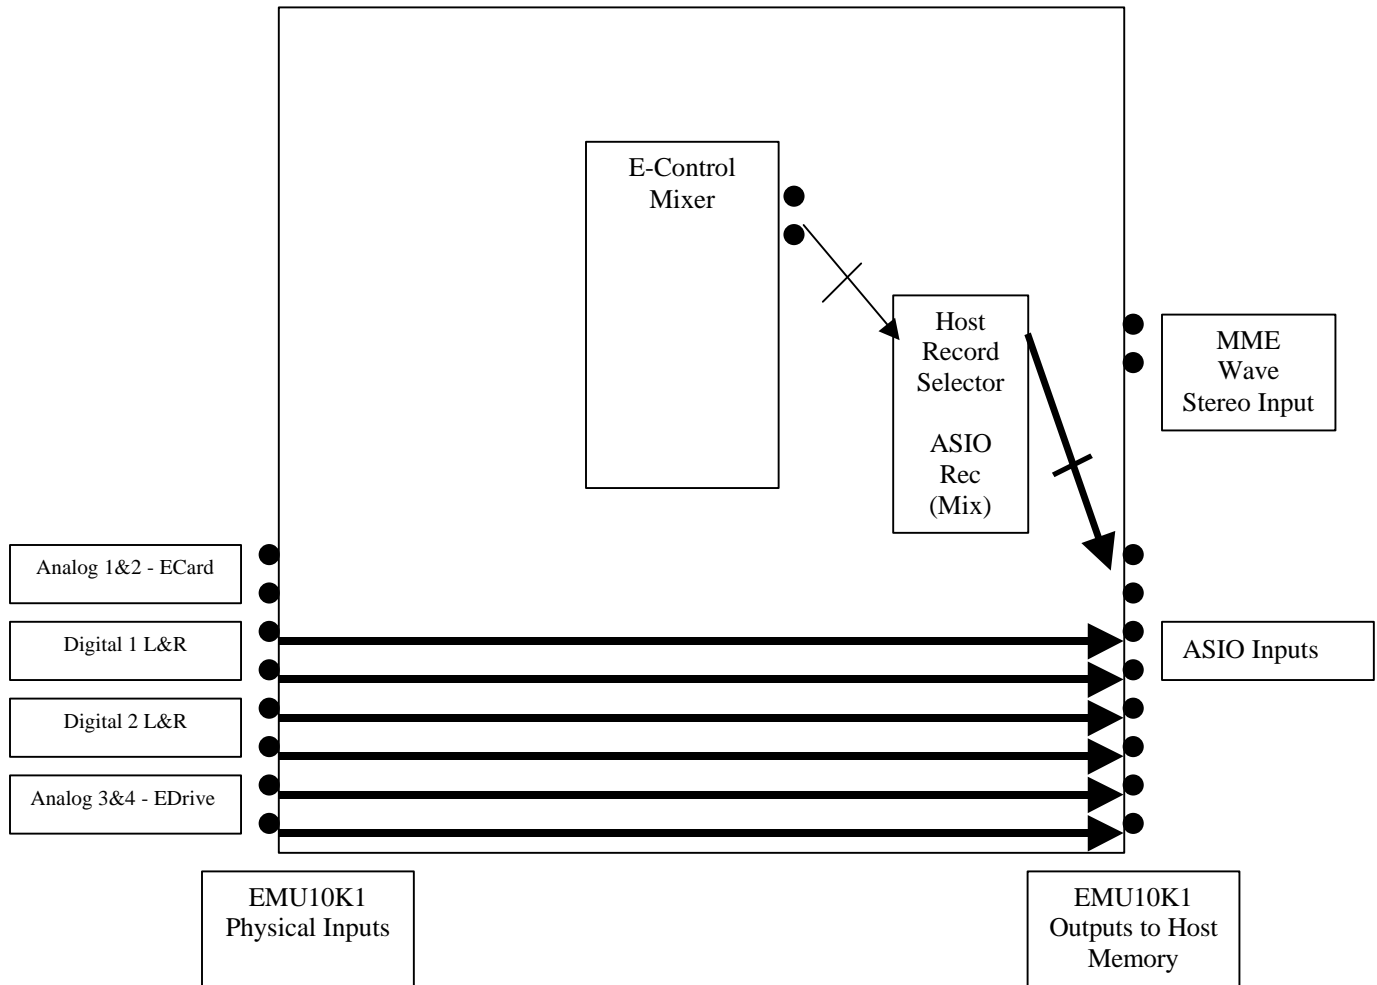 E-Control
Mixer
Host
Record
Selector
ASIO
Rec
(Mix)
MME
Wave
Stereo Input
Analog 1&2 - ECard
Digital 1 L&R
ASIO Inputs
Digital 2 L&R
Analog 3&4 - EDrive
EMU10K1
Physical Inputs
EMU10K1
Outputs to Host
Memory